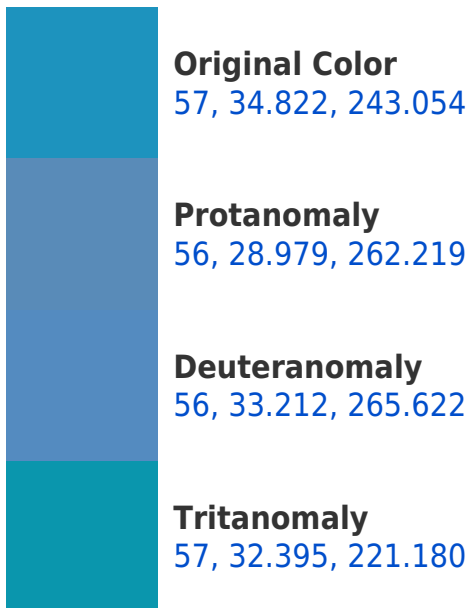 Original Color
57, 34.822, 243.054
Protanomaly
56, 28.979, 262.219
Deuteranomaly
56, 33.212, 265.622
Tritanomaly
57, 32.395, 221.180